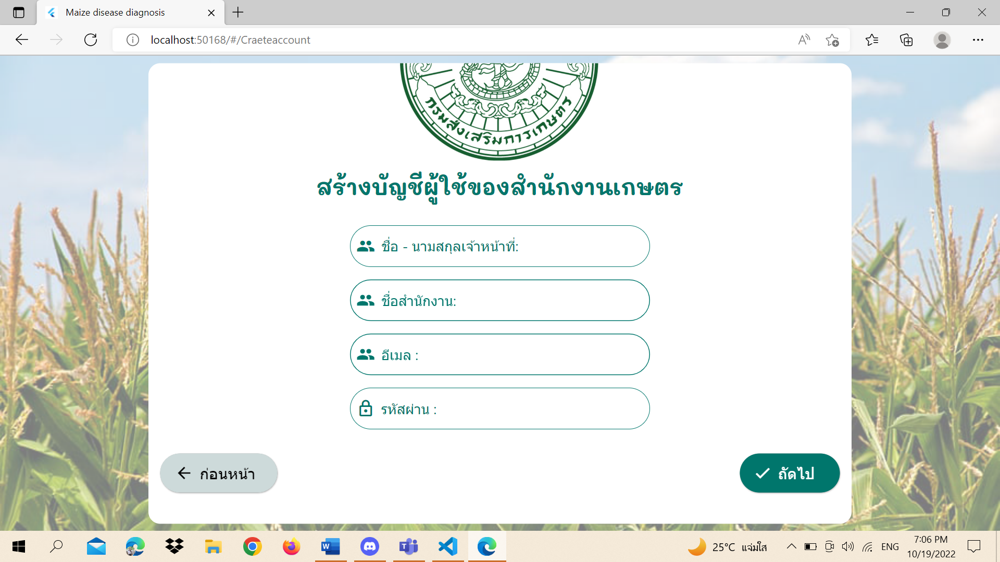 Maize disease diagnosis
localhost:50168/#/Craeteaccount
กรมส่งเสริมการเกษตร
สร้างบัญชีผู้ใช้ของสำนักงานเกษตร
ชื่อ - นามสกุลเจ้าหน้าที่:
ชื่อสำนักงาน:
อีเมล :
รหัสผ่าน :
ก่อนหน้า
ถัดไป
25°C แจ่มใส
ENG
7:06 PM
10/19/2022